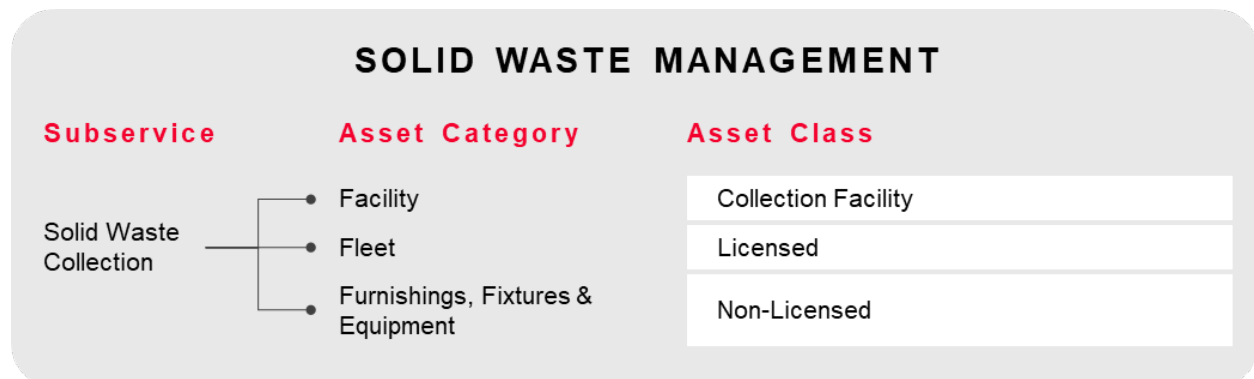 SOLID WASTE MANAGEMENT
Subservice
Asset Category
Asset Class
Solid Waste
Collection
Facility
Collection Facility
Fleet
Licensed
Furnishings, Fixtures &
Equipment
Non-Licensed